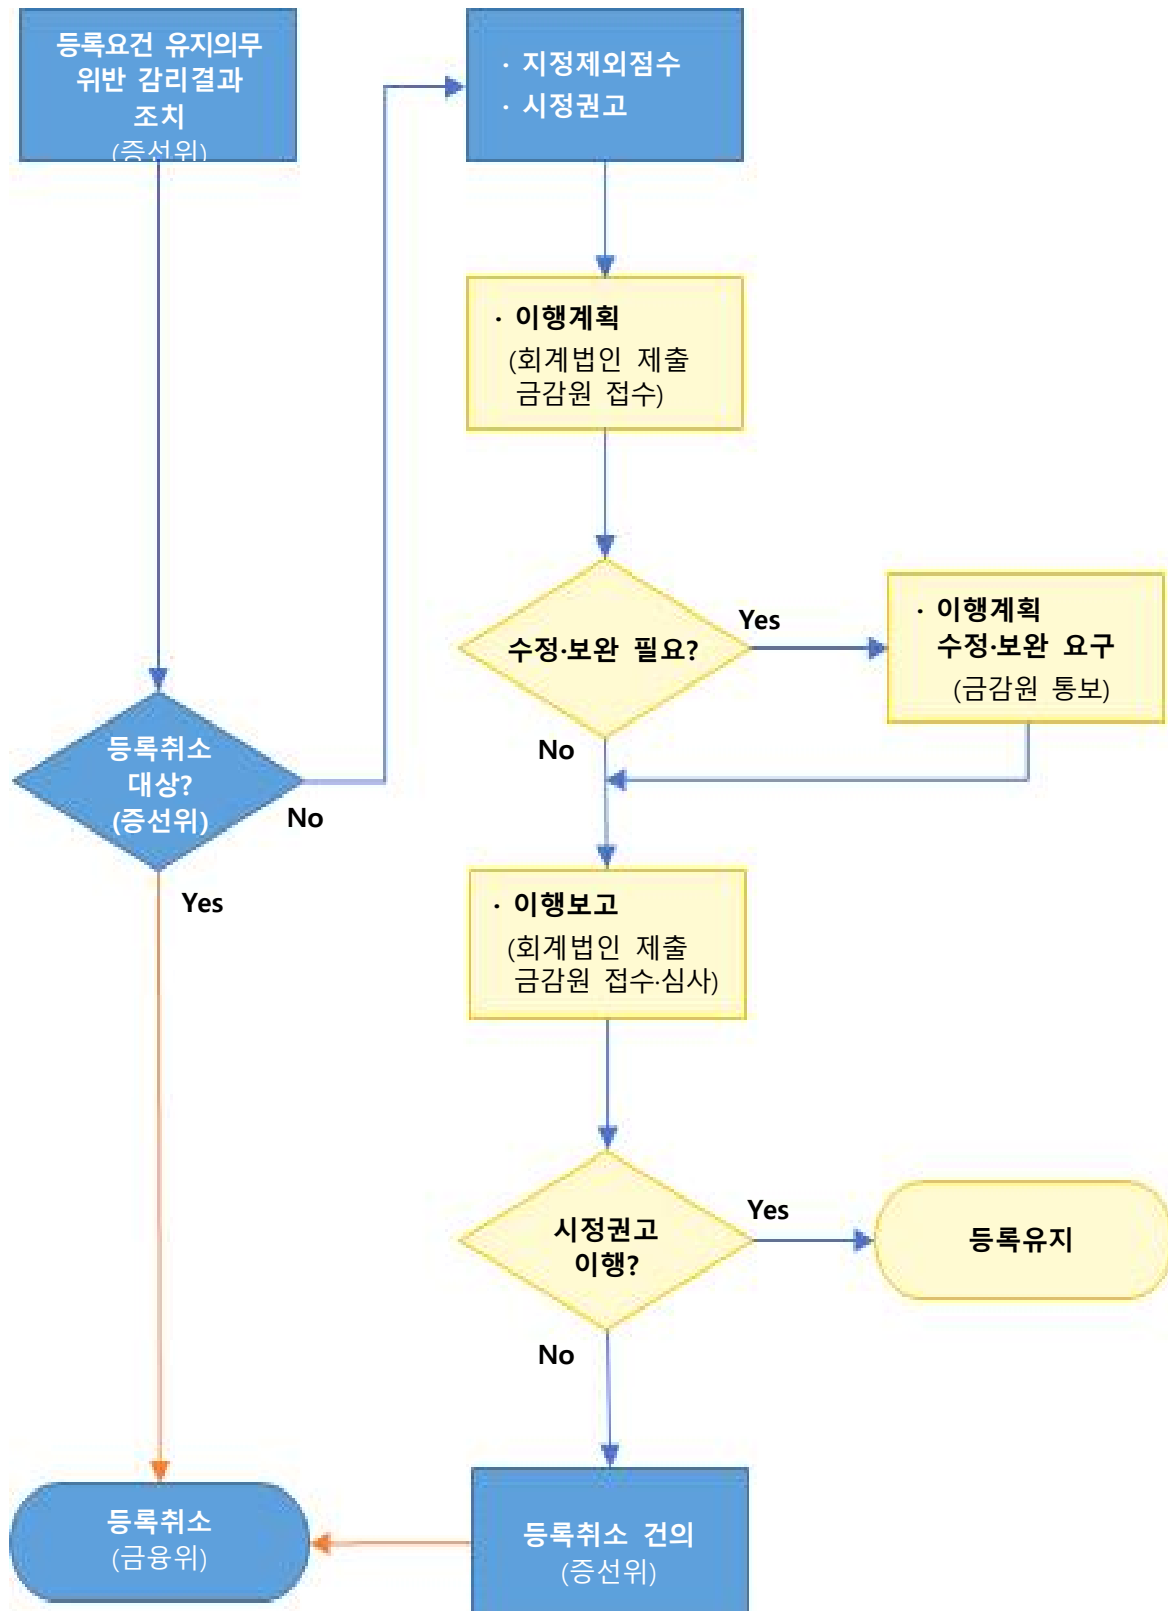 등록요건 유지의무
위반 감리결과
조치
(증선위)
· 지정제외점수
· 시정권고
· 이행계획
(회계법인 제출
금감원 접수)
수정·보완 필요?
Yes
· 이행계획
수정·보완 요구
(금감원 통보)
No
등록취소
대상?
(증선위)
No
Yes
· 이행보고
(회계법인 제출
금감원 접수·심사)
시정권고
이행?
Yes
등록유지
No
등록취소 건의
(증선위)
등록취소
(금융위)